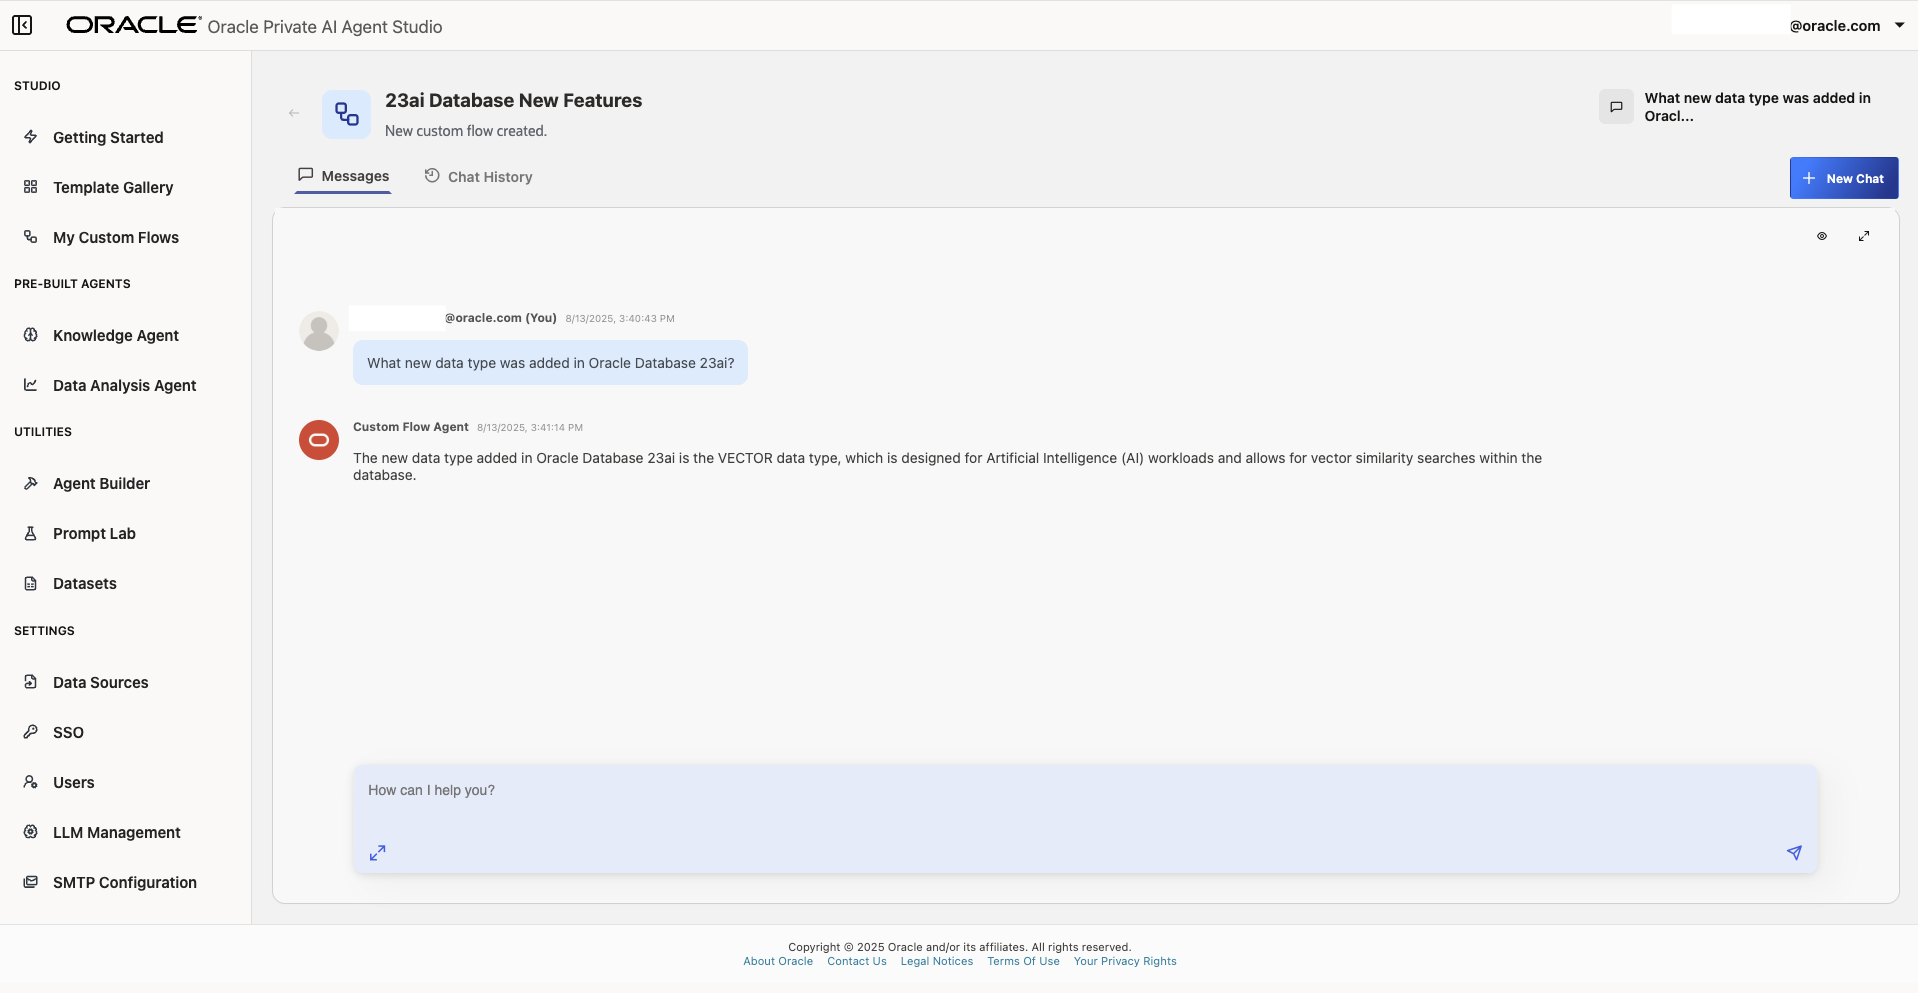 ORACLE Oracle Private AI Agent Studio
@oracle.com
STUDIO
Getting Started
Template Gallery
My Custom Flows
PRE-BUILT AGENTS
Knowledge Agent
Data Analysis Agent
UTILITIES
Agent Builder
Prompt Lab
Datasets
SETTINGS
Data Sources
SSO
Users
LLM Management
SMTP Configuration
23ai Database New Features
New custom flow created.
What new data type was added in
Oracl...
Messages
Chat History
New Chat
@oracle.com (You) 8/13/2025, 3:40:43 PM
What new data type was added in Oracle Database 23ai?
Custom Flow Agent 8/13/2025, 3:41:14 PM
The new data type added in Oracle Database 23ai is the VECTOR data type, which is designed for Artificial Intelligence (AI) workloads and allows for vector similarity searches within the
database.
How can I help you?
Copyright © 2025 Oracle and/or its affiliates. All rights reserved.
About Oracle Contact Us Legal Notices Terms Of Use Your Privacy Rights